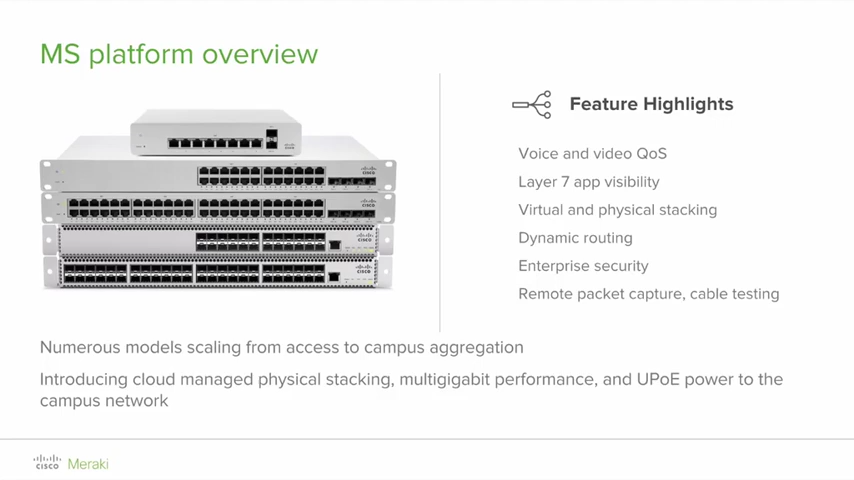 MS platform overview
Feature Highlights
Voice and video QoS
Layer 7 app visibility
Virtual and physical stacking
Dynamic routing
Enterprise security
Remote packet capture, cable testing
Numerous models scaling from access to campus aggregation
Introducing cloud managed physical stacking, multigigabit performance, and UPoE power to the
campus network
CISCO Meraki